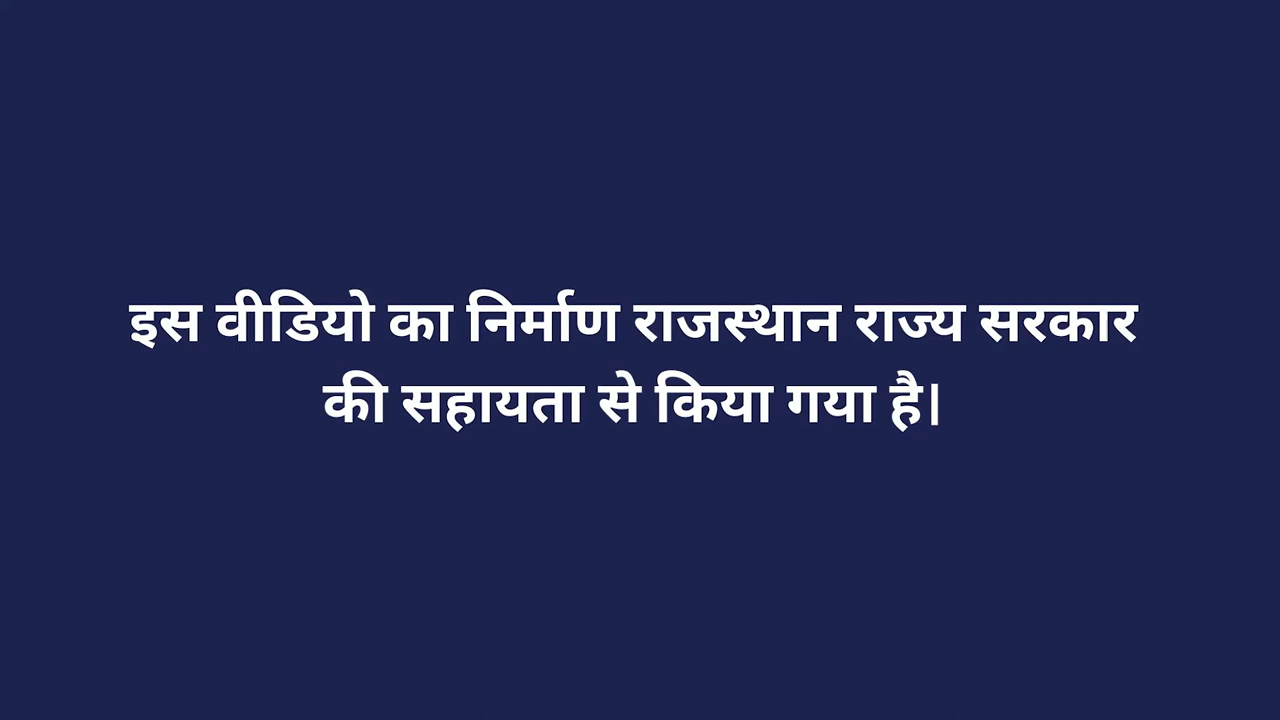 इस वीडियो का निर्माण राजस्थान राज्य सरकार
की सहायता से किया गया है।